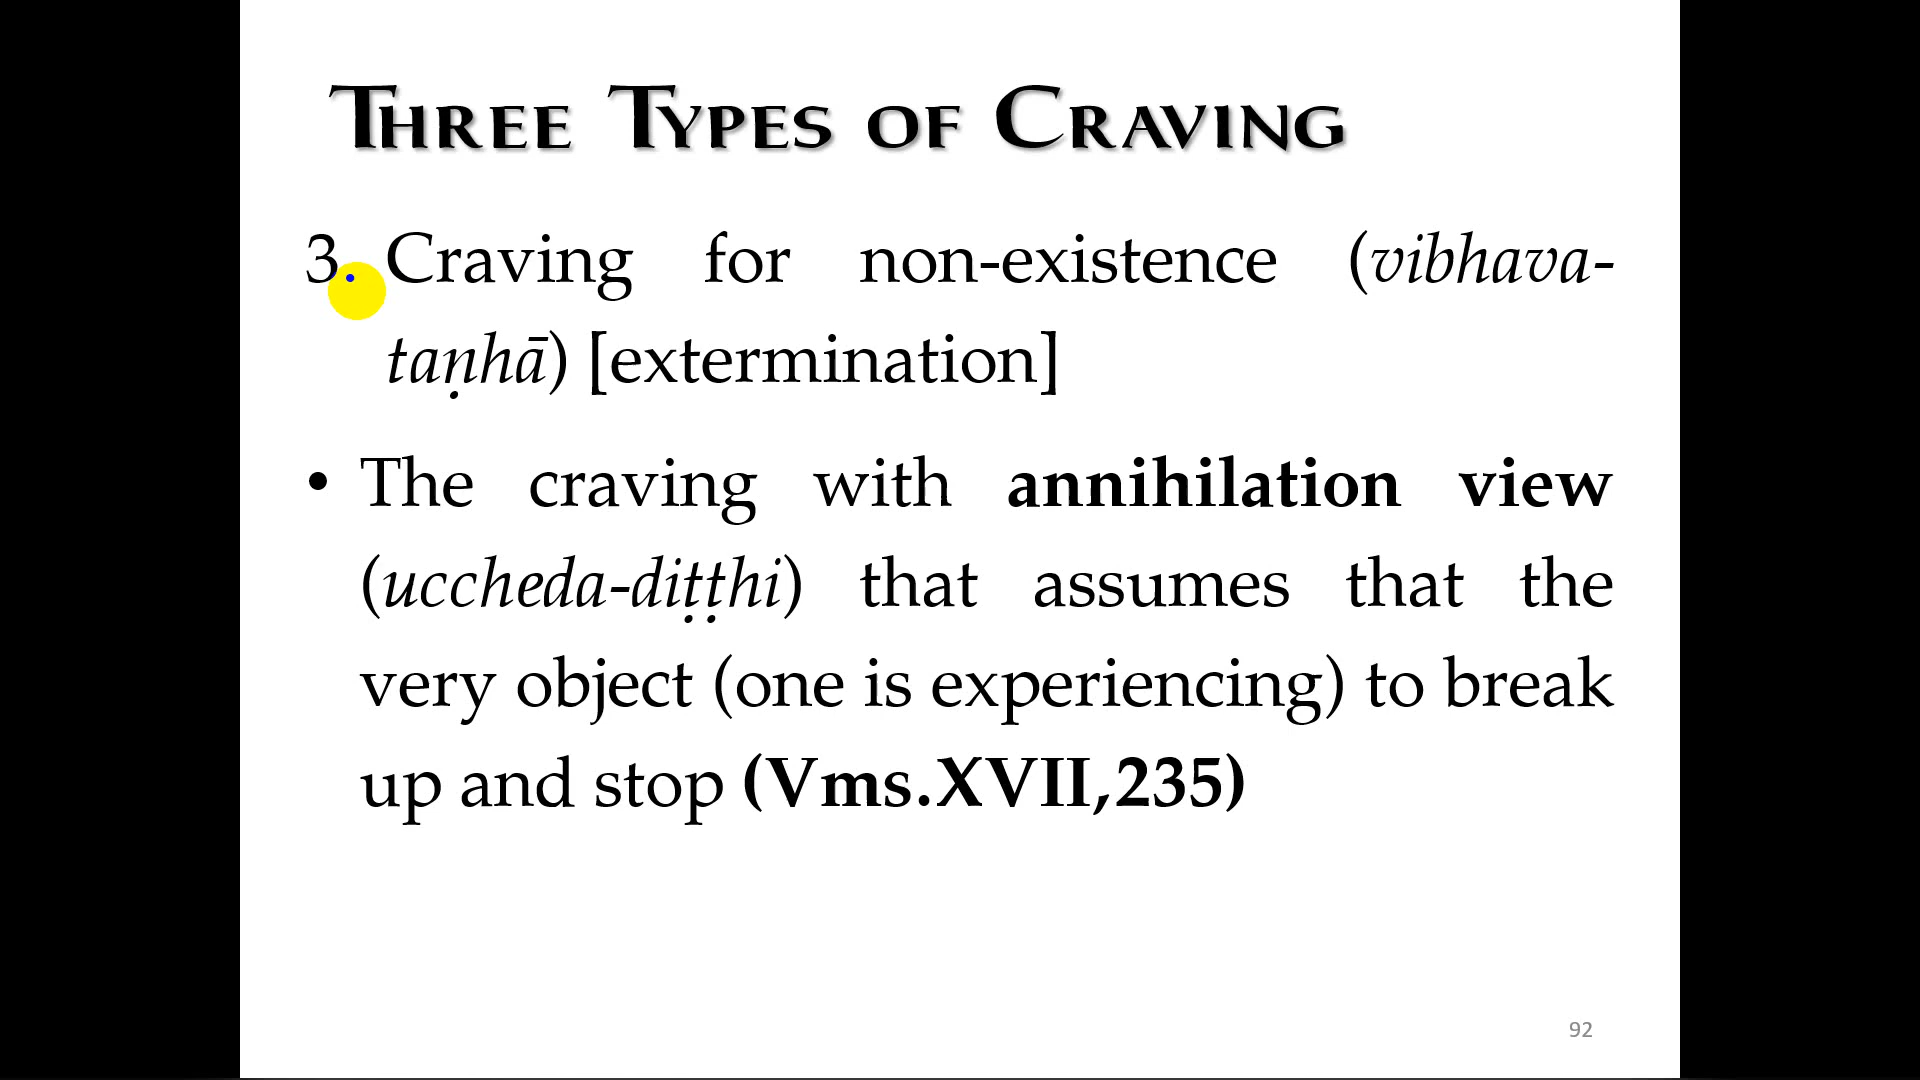 Three Types of Craving
3. Craving for non-existence (vibhava-
taṇhā) [extermination]
• The craving with annihilation view
(uccheda-diṭṭhi) that assumes that the
very object (one is experiencing) to break
up and stop (Vms.XVII,235)
92